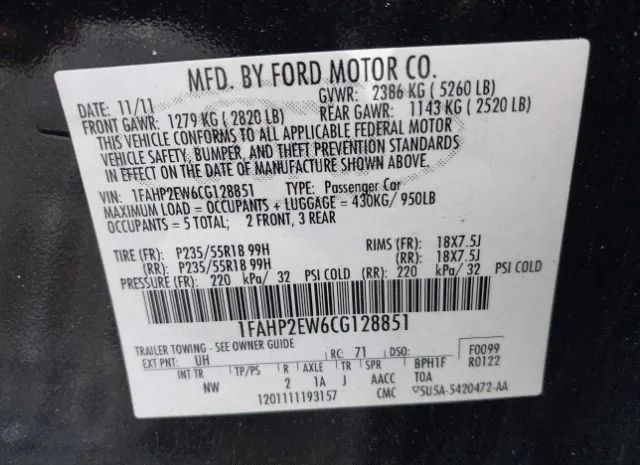 MFD. BY FORD MOTOR CO.
DATE: 11/11 GVWR: 2386 KG ( 5260 LB)
FRONT GAWR: 1279 KG ( 2820 LB) REAR GAWR: 1143 KG ( 2520 LB)
THIS VEHICLE CONFORMS TO ALL APPLICABLE FEDERAL MOTOR
VEHICLE SAFETY, BUMPER, AND THEFT PREVENTION STANDARDS
IN EFFECT ON THE DATE OF MANUFACTURE SHOWN ABOVE.
VIN: 1FAHP2EW6CG128851 TYPE: Passenger Car
MAXIMUM LOAD = OCCUPANTS + LUGGAGE = 430KG/ 950LB
OCCUPANTS = 5 TOTAL; 2 FRONT, 3 REAR
TIRE (FR): P235/55R18 99H RIMS (FR): 18X7.5J
(RR): P235/55R18 99H (RR): 18X7.5J
PRESSURE (FR): 220 kPa/ 32 PSI COLD (RR): 220 kPa/ 32 PSI COLD
1FAHP2EW6CG128851
TRAILER TOWING - SEE OWNER GUIDE
EXT PNT: UH RC: 71 DSO: F0099
INT TR TP/PS R AXLE TR SPR BPH1F R0122
NW 2 1A J AACC TOA
1201111193157 CMC ▽SU5A-5420472-AA